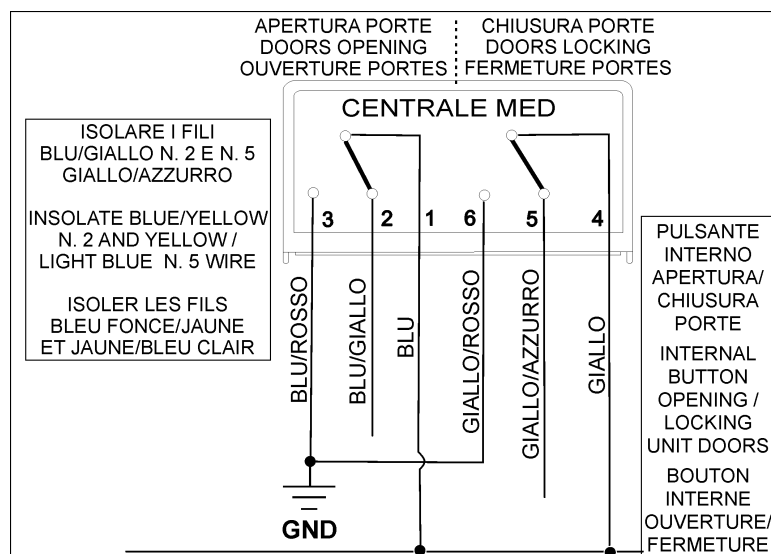 APERTURA PORTE
DOORS OPENING
OUVERTURE PORTES
CHIUSURA PORTE
DOORS LOCKING
FERMETURE PORTES
CENTRALE MED
ISOLARE I FILI
BLU/GIALLO N. 2 E N. 5
GIALLO/AZZURRO
INSOLATE BLUE/YELLOW
N. 2 AND YELLOW /
LIGHT BLUE N. 5 WIRE
ISOLER LES FILS
BLEU FONCE/JAUNE
ET JAUNE/BLEU CLAIR
3 2 1 6 5 4
BLU/ROSSO
BLU/GIALLO
BLU
GIALLO/ROSSO
GIALLO/AZZURRO
GIALLO
GND
PULSANTE
INTERNO
APERTURA/
CHIUSURA
PORTE
INTERNAL
BUTTON
OPENING /
LOCKING
UNIT DOORS
BOUTON
INTERNE
OUVERTURE/
FERMETURE